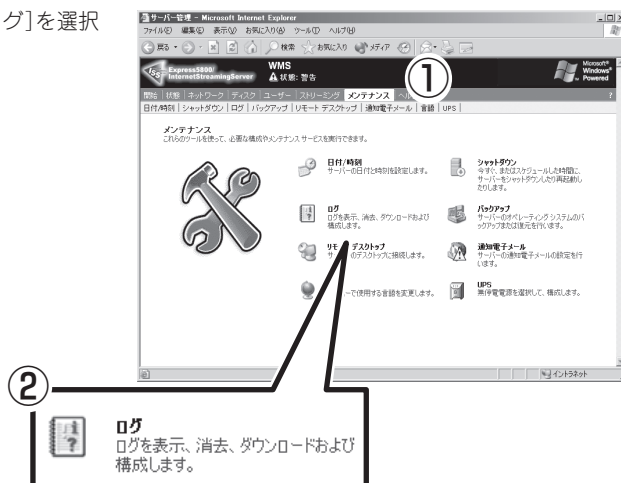 グ]を選択
サーバー管理 - Microsoft Internet Explorer
ファイル(F) 編集(E) 表示(V) お気に入り(A) ツール(T) ヘルプ(H)
戻る 検索 お気に入り メディア
Express5800/
InternetStreamingServer
WMS
状態: 警告
Microsoft®
Windows®
Powered
①
開始 | 状態 | ネットワーク | ディスク | ユーザー | ストリーミング | メンテナンス ?
日付/時刻 | シャットダウン | ログ | バックアップ | リモート デスクトップ | 通知電子メール | 言語 | UPS
メンテナンス
これらのツールを使って、必要な構成やメンテナンス サービスを実行できます。
日付/時刻
サーバーの日付と時刻を設定します。
シャットダウン
今すぐ、またはスケジュールした時間に、
サーバーをシャットダウンしたり再起動し
たりします。
ログ
ログを表示、消去、ダウンロードおよび
構成します。
バックアップ
サーバーのオペレーティング システムのバ
ックアップまたは復元を行います。
リモ デスクトップ
サ のデスクトップに接続します。
通知電子メール
サーバーの通知電子メールの設定を行
います。
ーで使用する言語を変更します。
UPS
無停電電源を選択して、構成します。
イントラネット
②
ログ
ログを表示、消去、ダウンロードおよび
構成します。